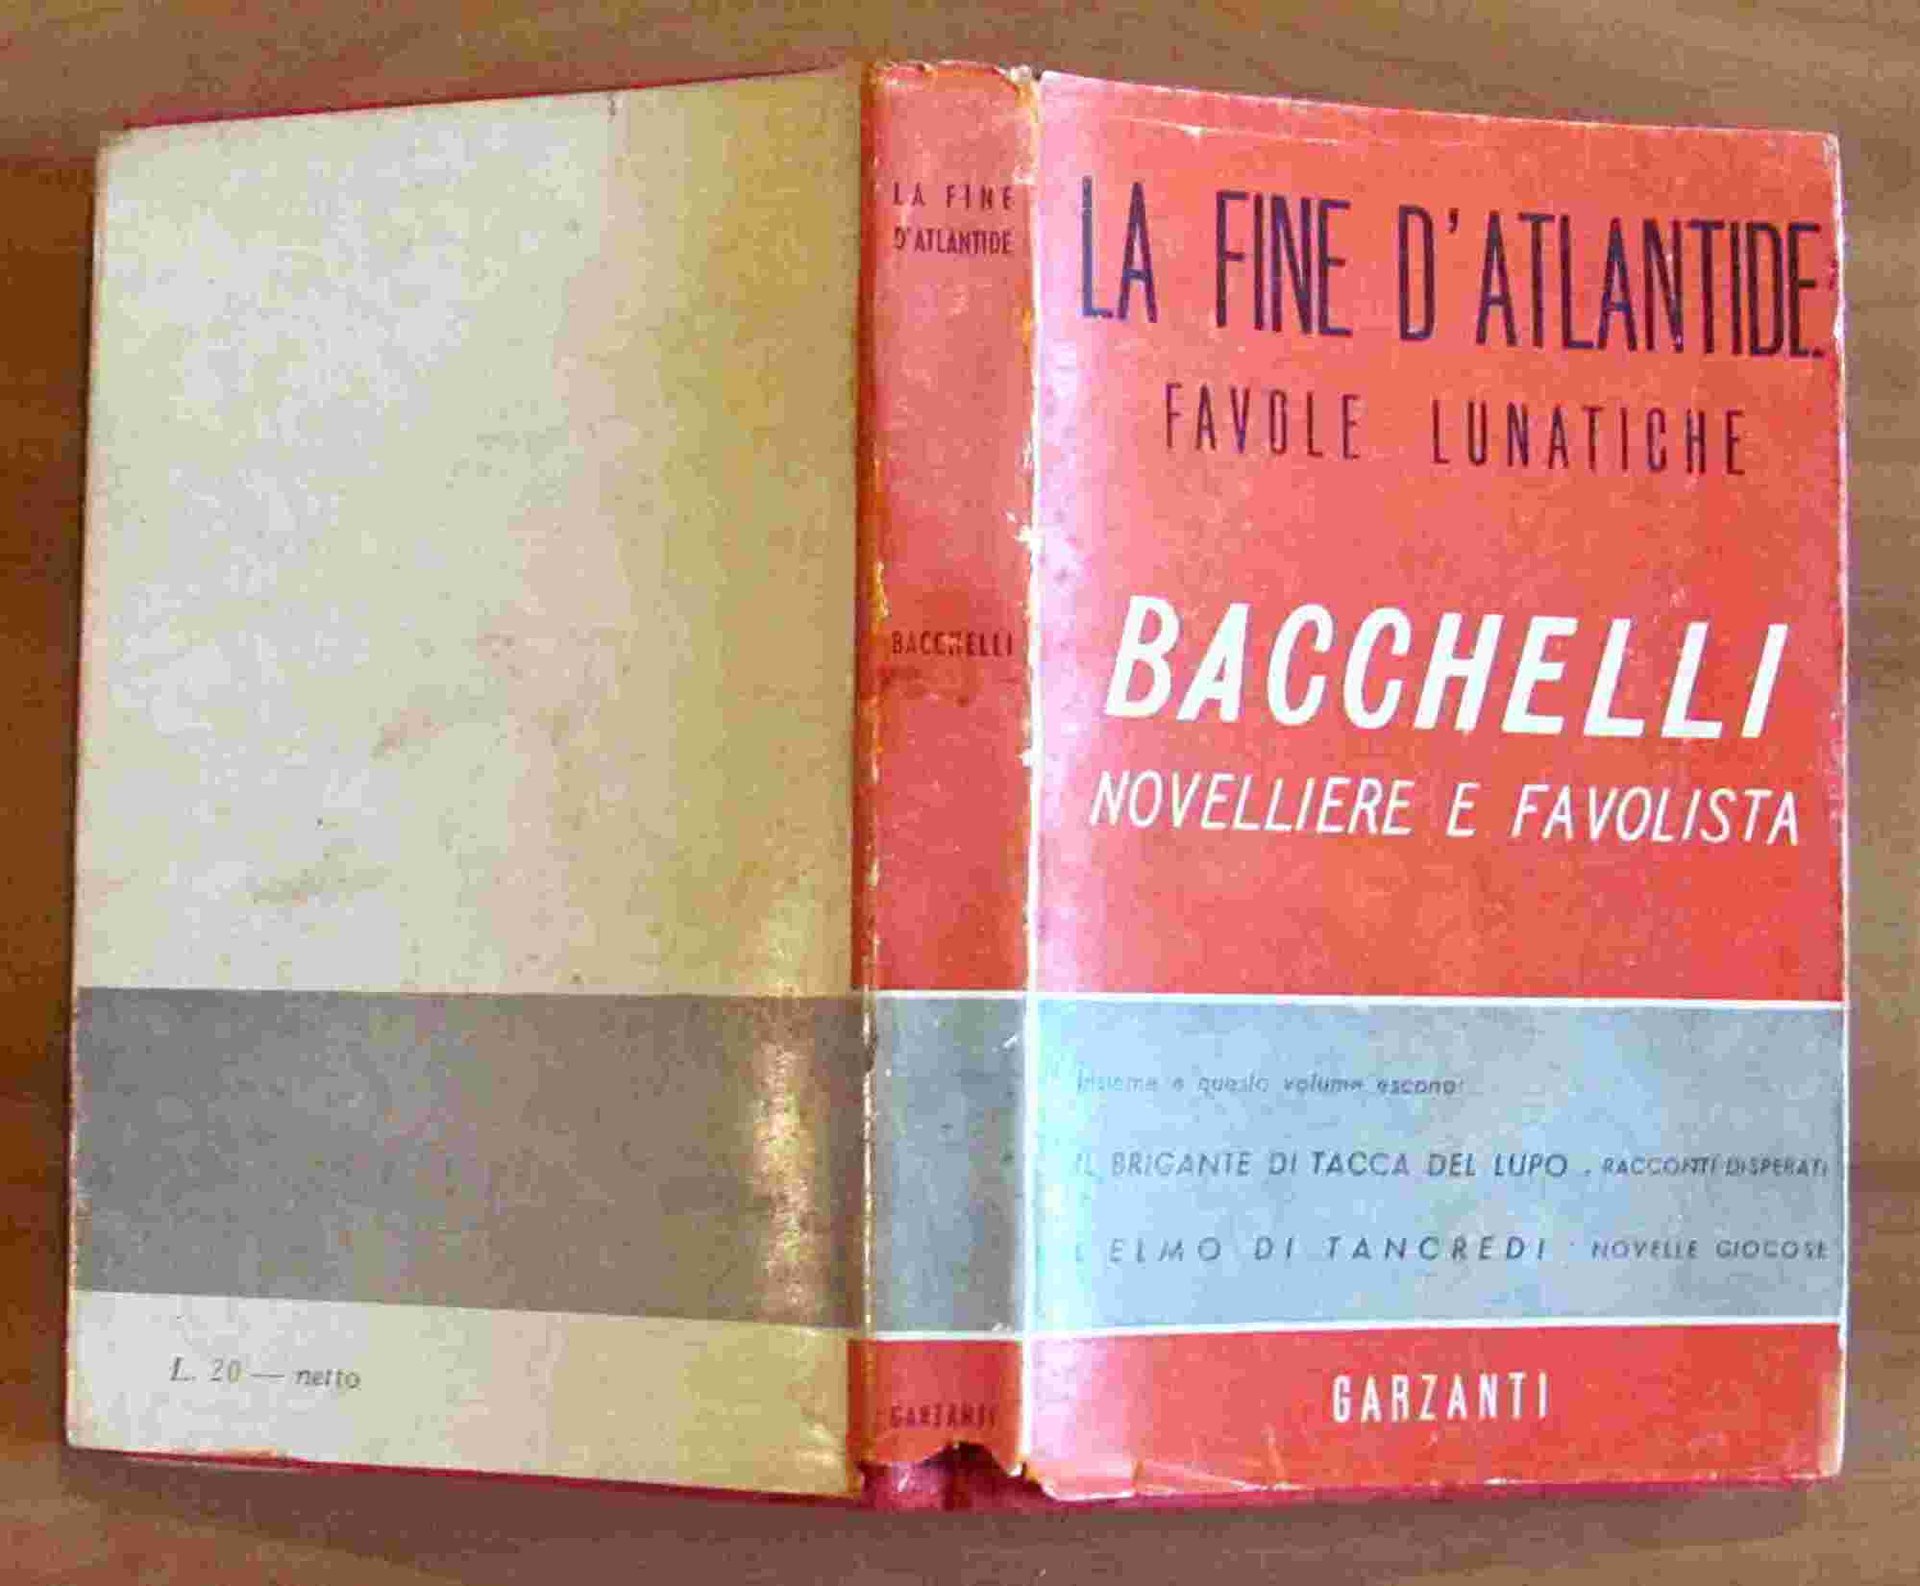 LA FINE D'ATLANTIDE.
FAVOLE LUNATICHE
BACCHELLI
NOVELLIERE E FAVOLISTA
Insieme a questo volume escono:
IL BRIGANTE DI TACCA DEL LUPO - RACCONTI DISPERATI
L'ELMO DI TANCREDI - NOVELLE GIOCOSE
GARZANTI
LA FINE
D'ATLANTIDE
BACCHELLI
GARZANTI
L. 20 — netto